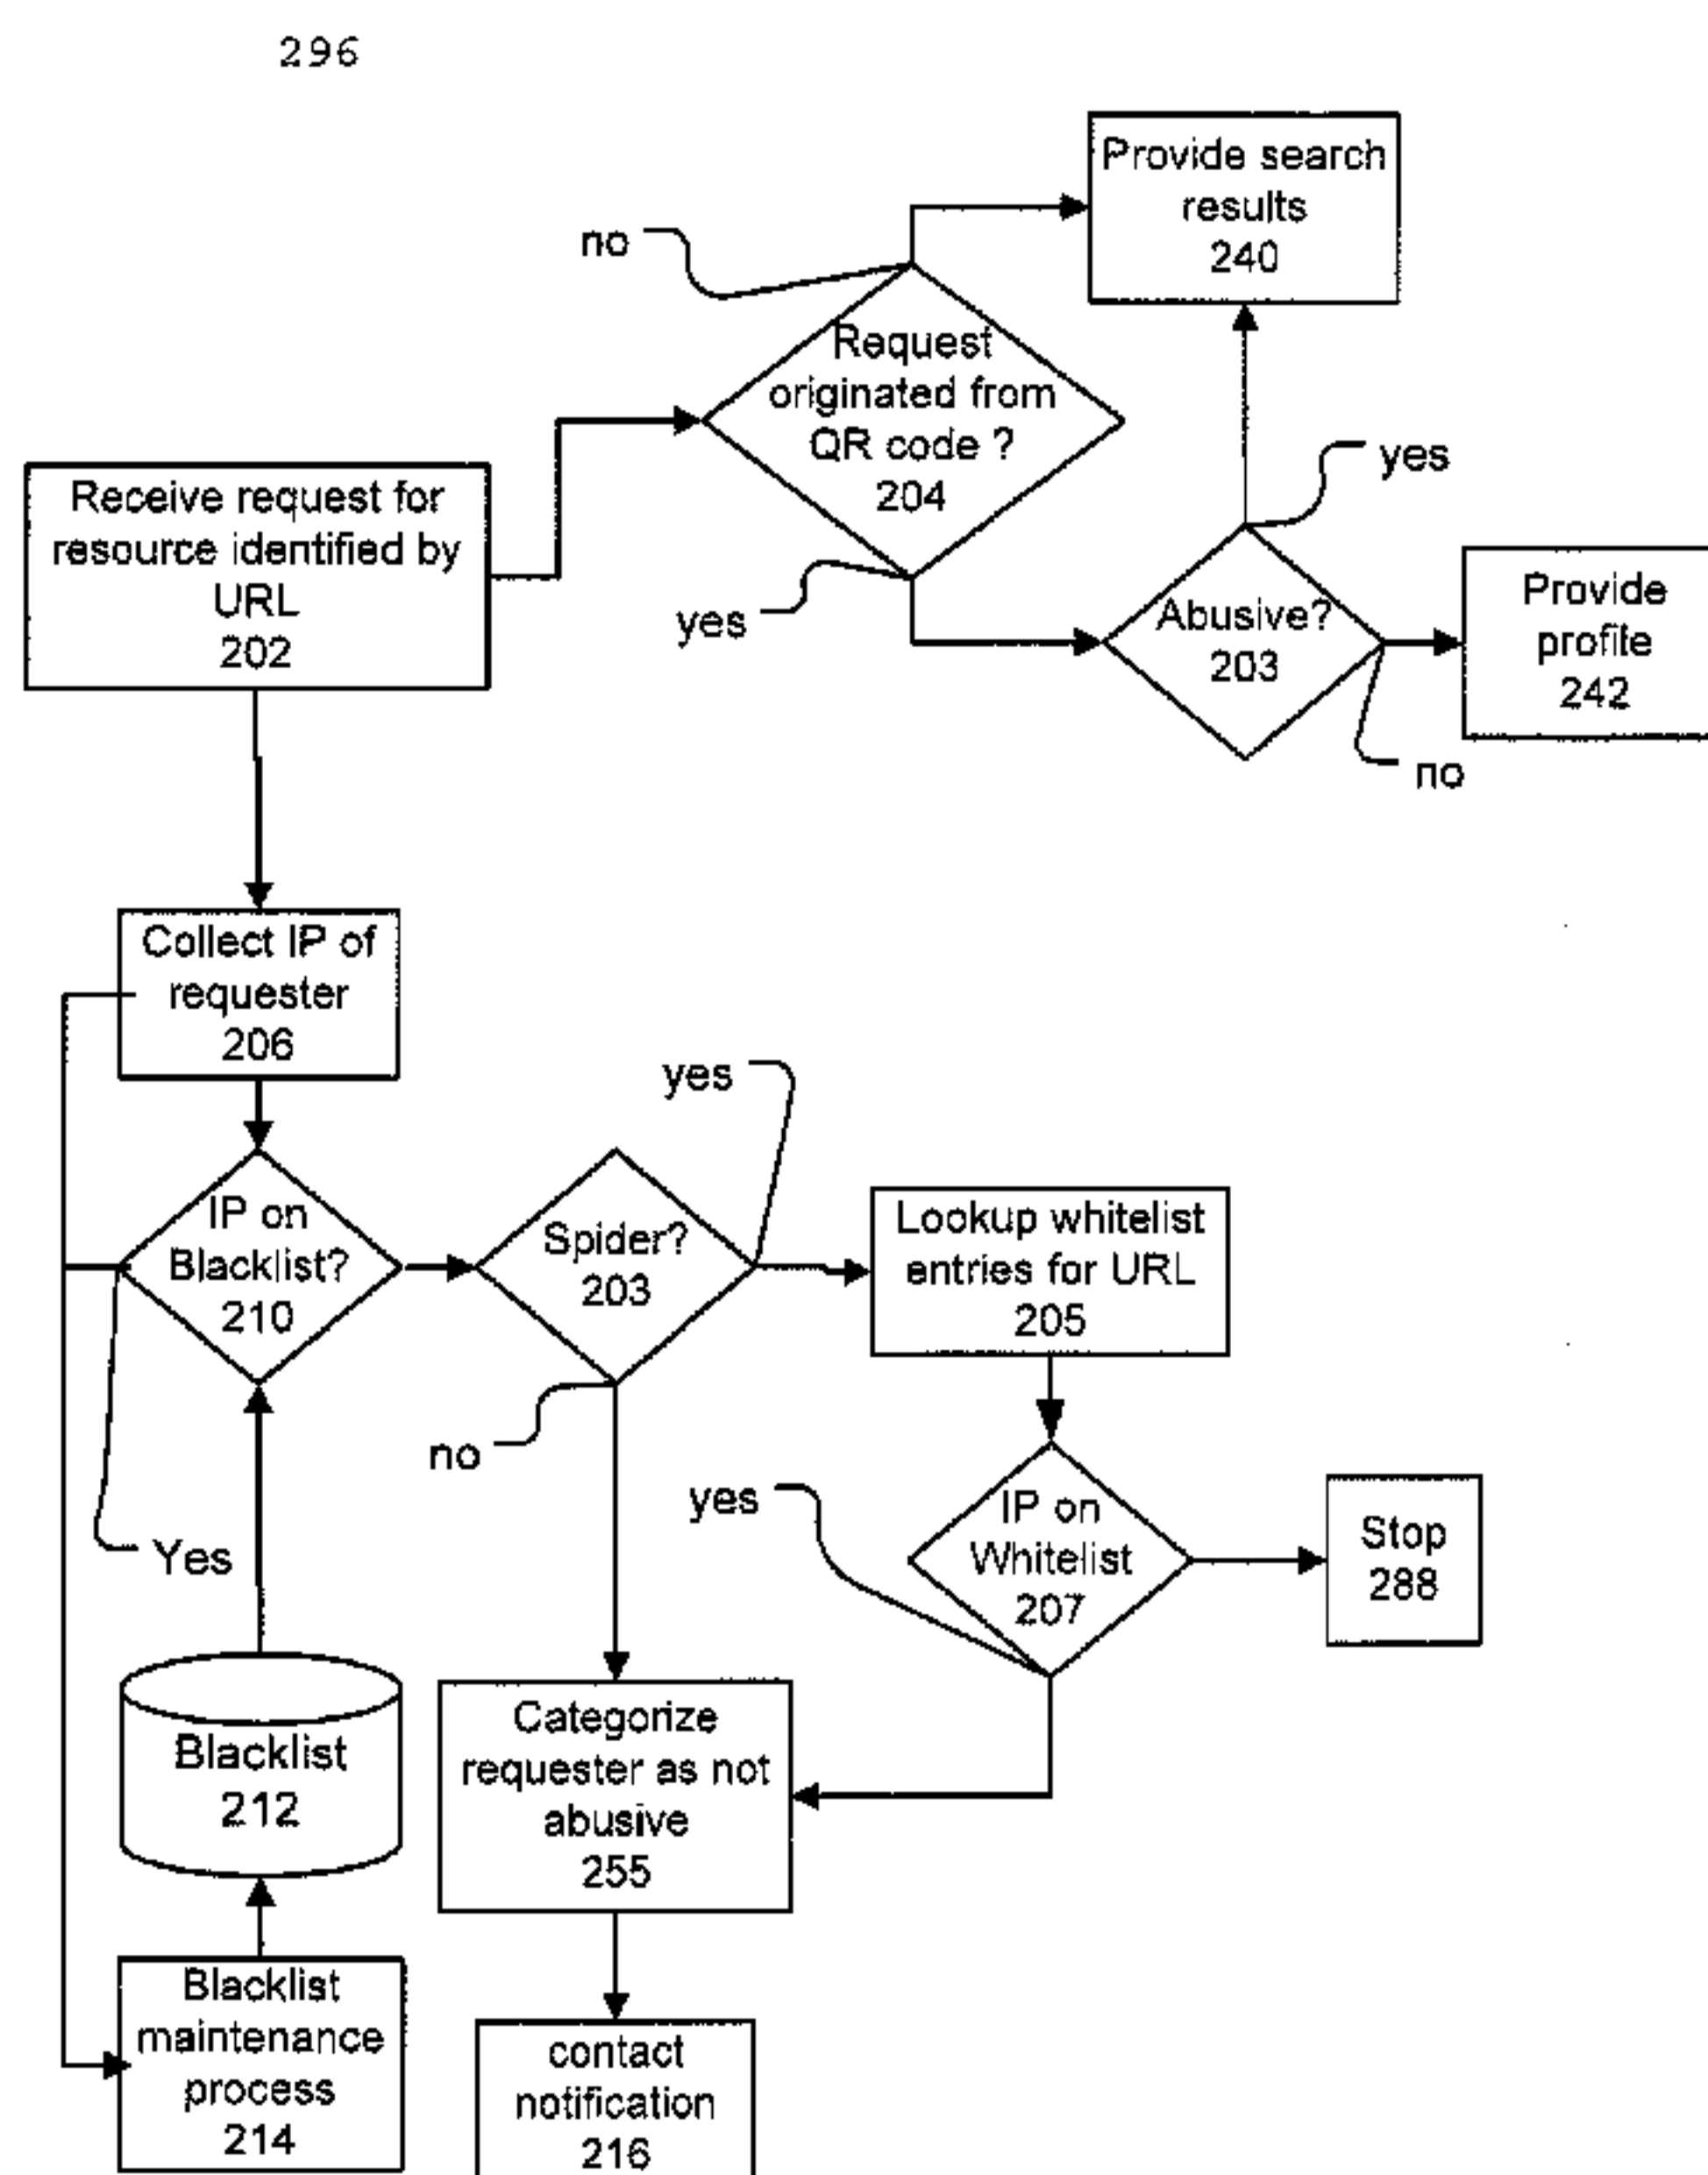 296
Provide search
results
240
no
Request
originated from
QR code ?
204
yes
Receive request for
resource identified by
URL
202
yes
Abusive?
203
Provide
profile
242
no
Collect IP of
requester
206
yes
IP on
Blacklist?
210
Spider?
203
Lookup whitelist
entries for URL
205
no
yes
IP on
Whitelist
207
Stop
288
Yes
Blacklist
212
Categorize
requester as not
abusive
255
Blacklist
maintenance
process
214
contact
notification
216